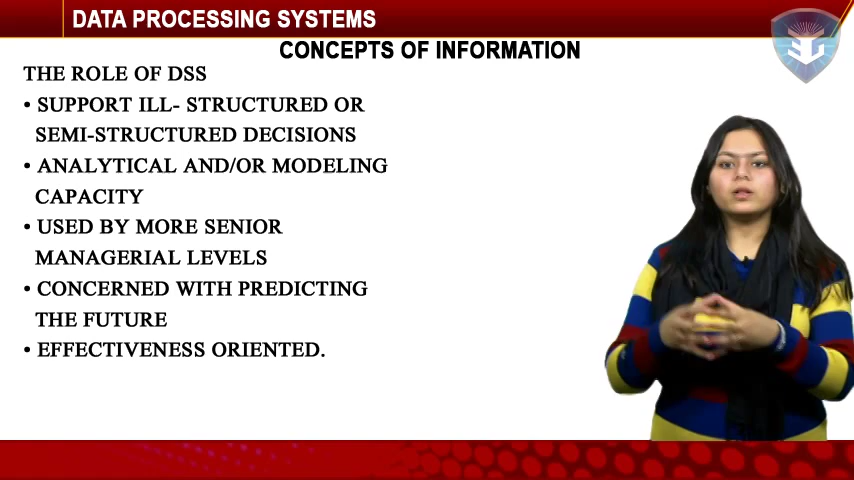 DATA PROCESSING SYSTEMS
CONCEPTS OF INFORMATION
THE ROLE OF DSS
• SUPPORT ILL- STRUCTURED OR
SEMI-STRUCTURED DECISIONS
• ANALYTICAL AND/OR MODELING
CAPACITY
• USED BY MORE SENIOR
MANAGERIAL LEVELS
• CONCERNED WITH PREDICTING
THE FUTURE
• EFFECTIVENESS ORIENTED.